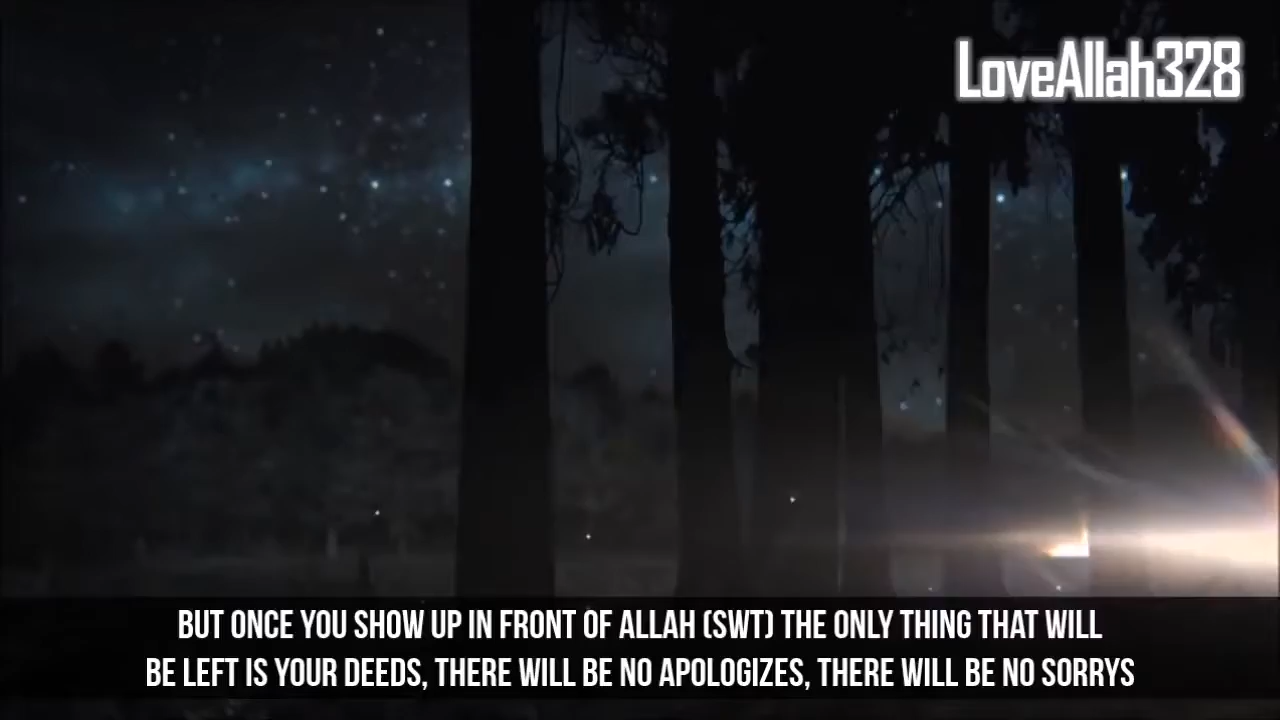 LoveAllah328
BUT ONCE YOU SHOW UP IN FRONT OF ALLAH (SWT) THE ONLY THING THAT WILL
BE LEFT IS YOUR DEEDS, THERE WILL BE NO APOLOGIZES, THERE WILL BE NO SORRYS